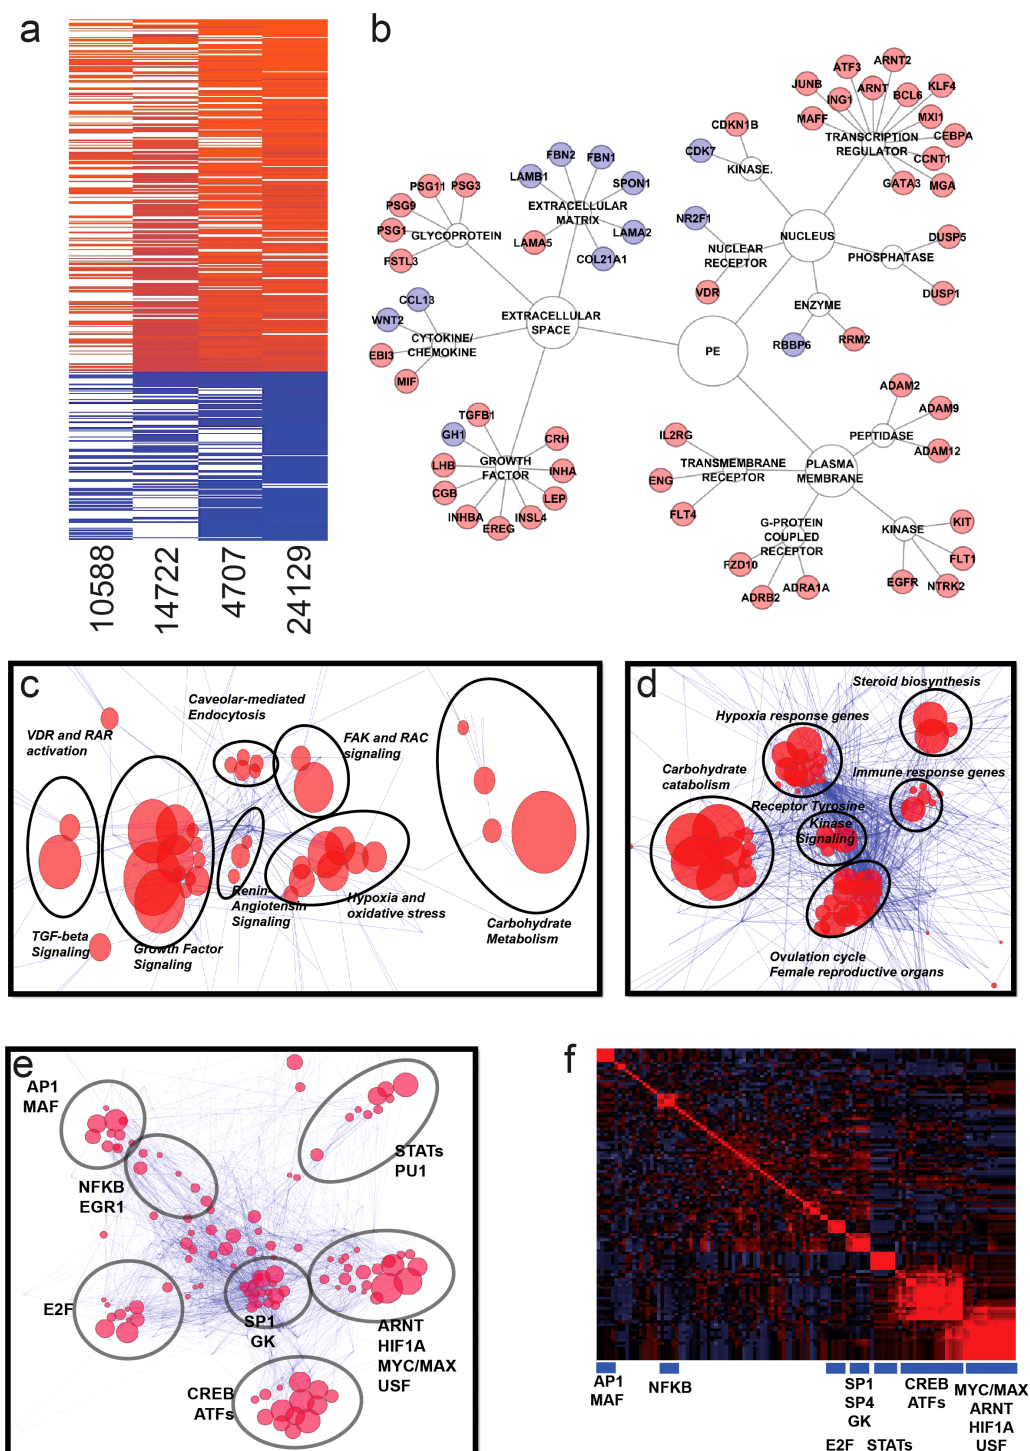 a
10588
14722
4707
24129
b
ARNT2
ATF3
JUNB
ARNT
KLF4
ING1
BCL6
MAFF
MXI1
CEBPA
TRANSCRIPTION
REGULATOR
CCNT1
GATA3
MGA
CDKN1B
CDK7
KINASE.
NR2F1
NUCLEUS
NUCLEAR
RECEPTOR
VDR
DUSP5
PHOSPHATASE
DUSP1
ENZYME
RBBP6
RRM2
FBN2
FBN1
LAMB1
SPON1
EXTRACELLULAR
MATRIX
LAMA2
LAMA5
COL21A1
PSG11
PSG3
PSG9
PSG1
GLYCOPROTEIN
FSTL3
CCL13
WNT2
CYTOKINE/
CHEMOKINE
EBI3
MIF
EXTRACELLULAR
SPACE
PE
TGFB1
GH1
CRH
LHB
GROWTH
FACTOR
INHA
CGB
LEP
INHBA
EREG
INSL4
IL2RG
TRANSMEMBRANE
RECEPTOR
ENG
FLT4
PLASMA
MEMBRANE
ADAM2
ADAM9
PEPTIDASE
ADAM12
G-PROTEIN
COUPLED
RECEPTOR
FZD10
ADRB2
ADRA1A
KINASE
KIT
FLT1
EGFR
NTRK2
c
Caveolar-mediated
Endocytosis
VDR and RAR
activation
FAK and RAC
signaling
TGF-beta
Signaling
Growth Factor
Signaling
Renin-
Angiotensin
Signaling
Hypoxia and
oxidative stress
Carbohydrate
Metabolism
d
Steroid biosynthesis
Hypoxia response genes
Carbohydrate
catabolism
Immune response genes
Receptor Tyrosine
Kinase
Signaling
Ovulation cycle
Female reproductive organs
e
AP1
MAF
NFKB
EGR1
STATs
PU1
E2F
SP1
GK
ARNT
HIF1A
MYC/MAX
USF
CREB
ATFs
f
AP1
MAF
NFKB
E2F
SP1
SP4
GK
STATs
CREB
ATFs
MYC/MAX
ARNT
HIF1A
USF